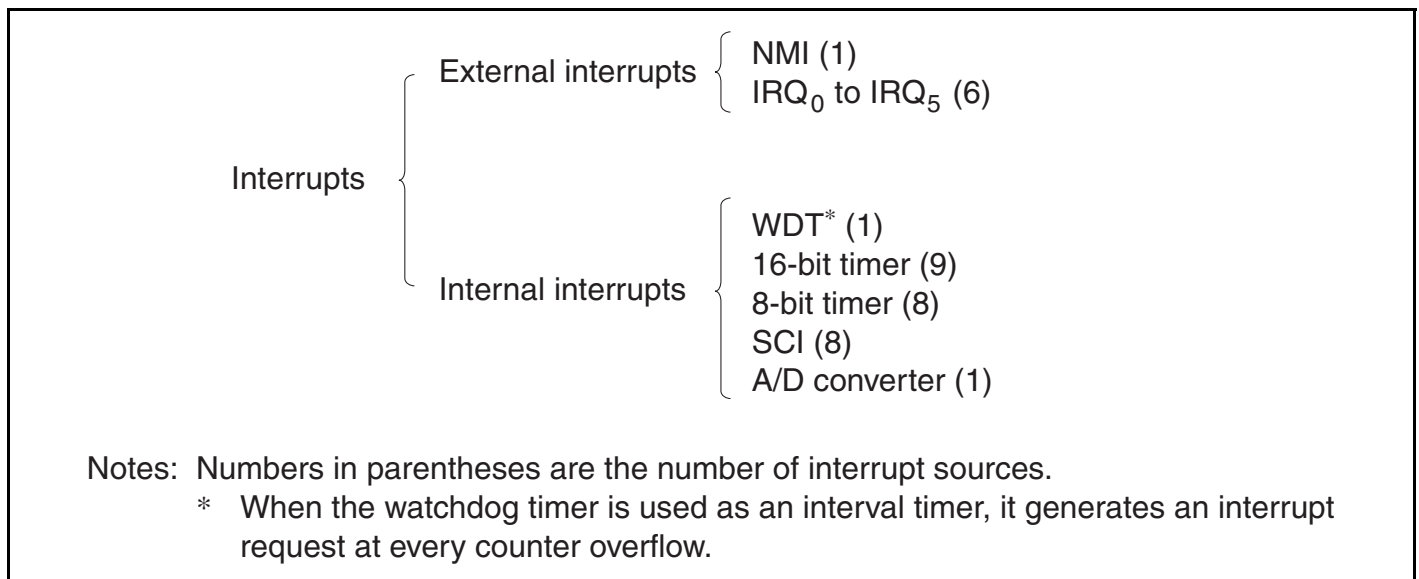 External interrupts
NMI (1)
IRQ0 to IRQ5 (6)
Interrupts
Internal interrupts
WDT* (1)
16-bit timer (9)
8-bit timer (8)
SCI (8)
A/D converter (1)
Notes: Numbers in parentheses are the number of interrupt sources.
* When the watchdog timer is used as an interval timer, it generates an interrupt
request at every counter overflow.